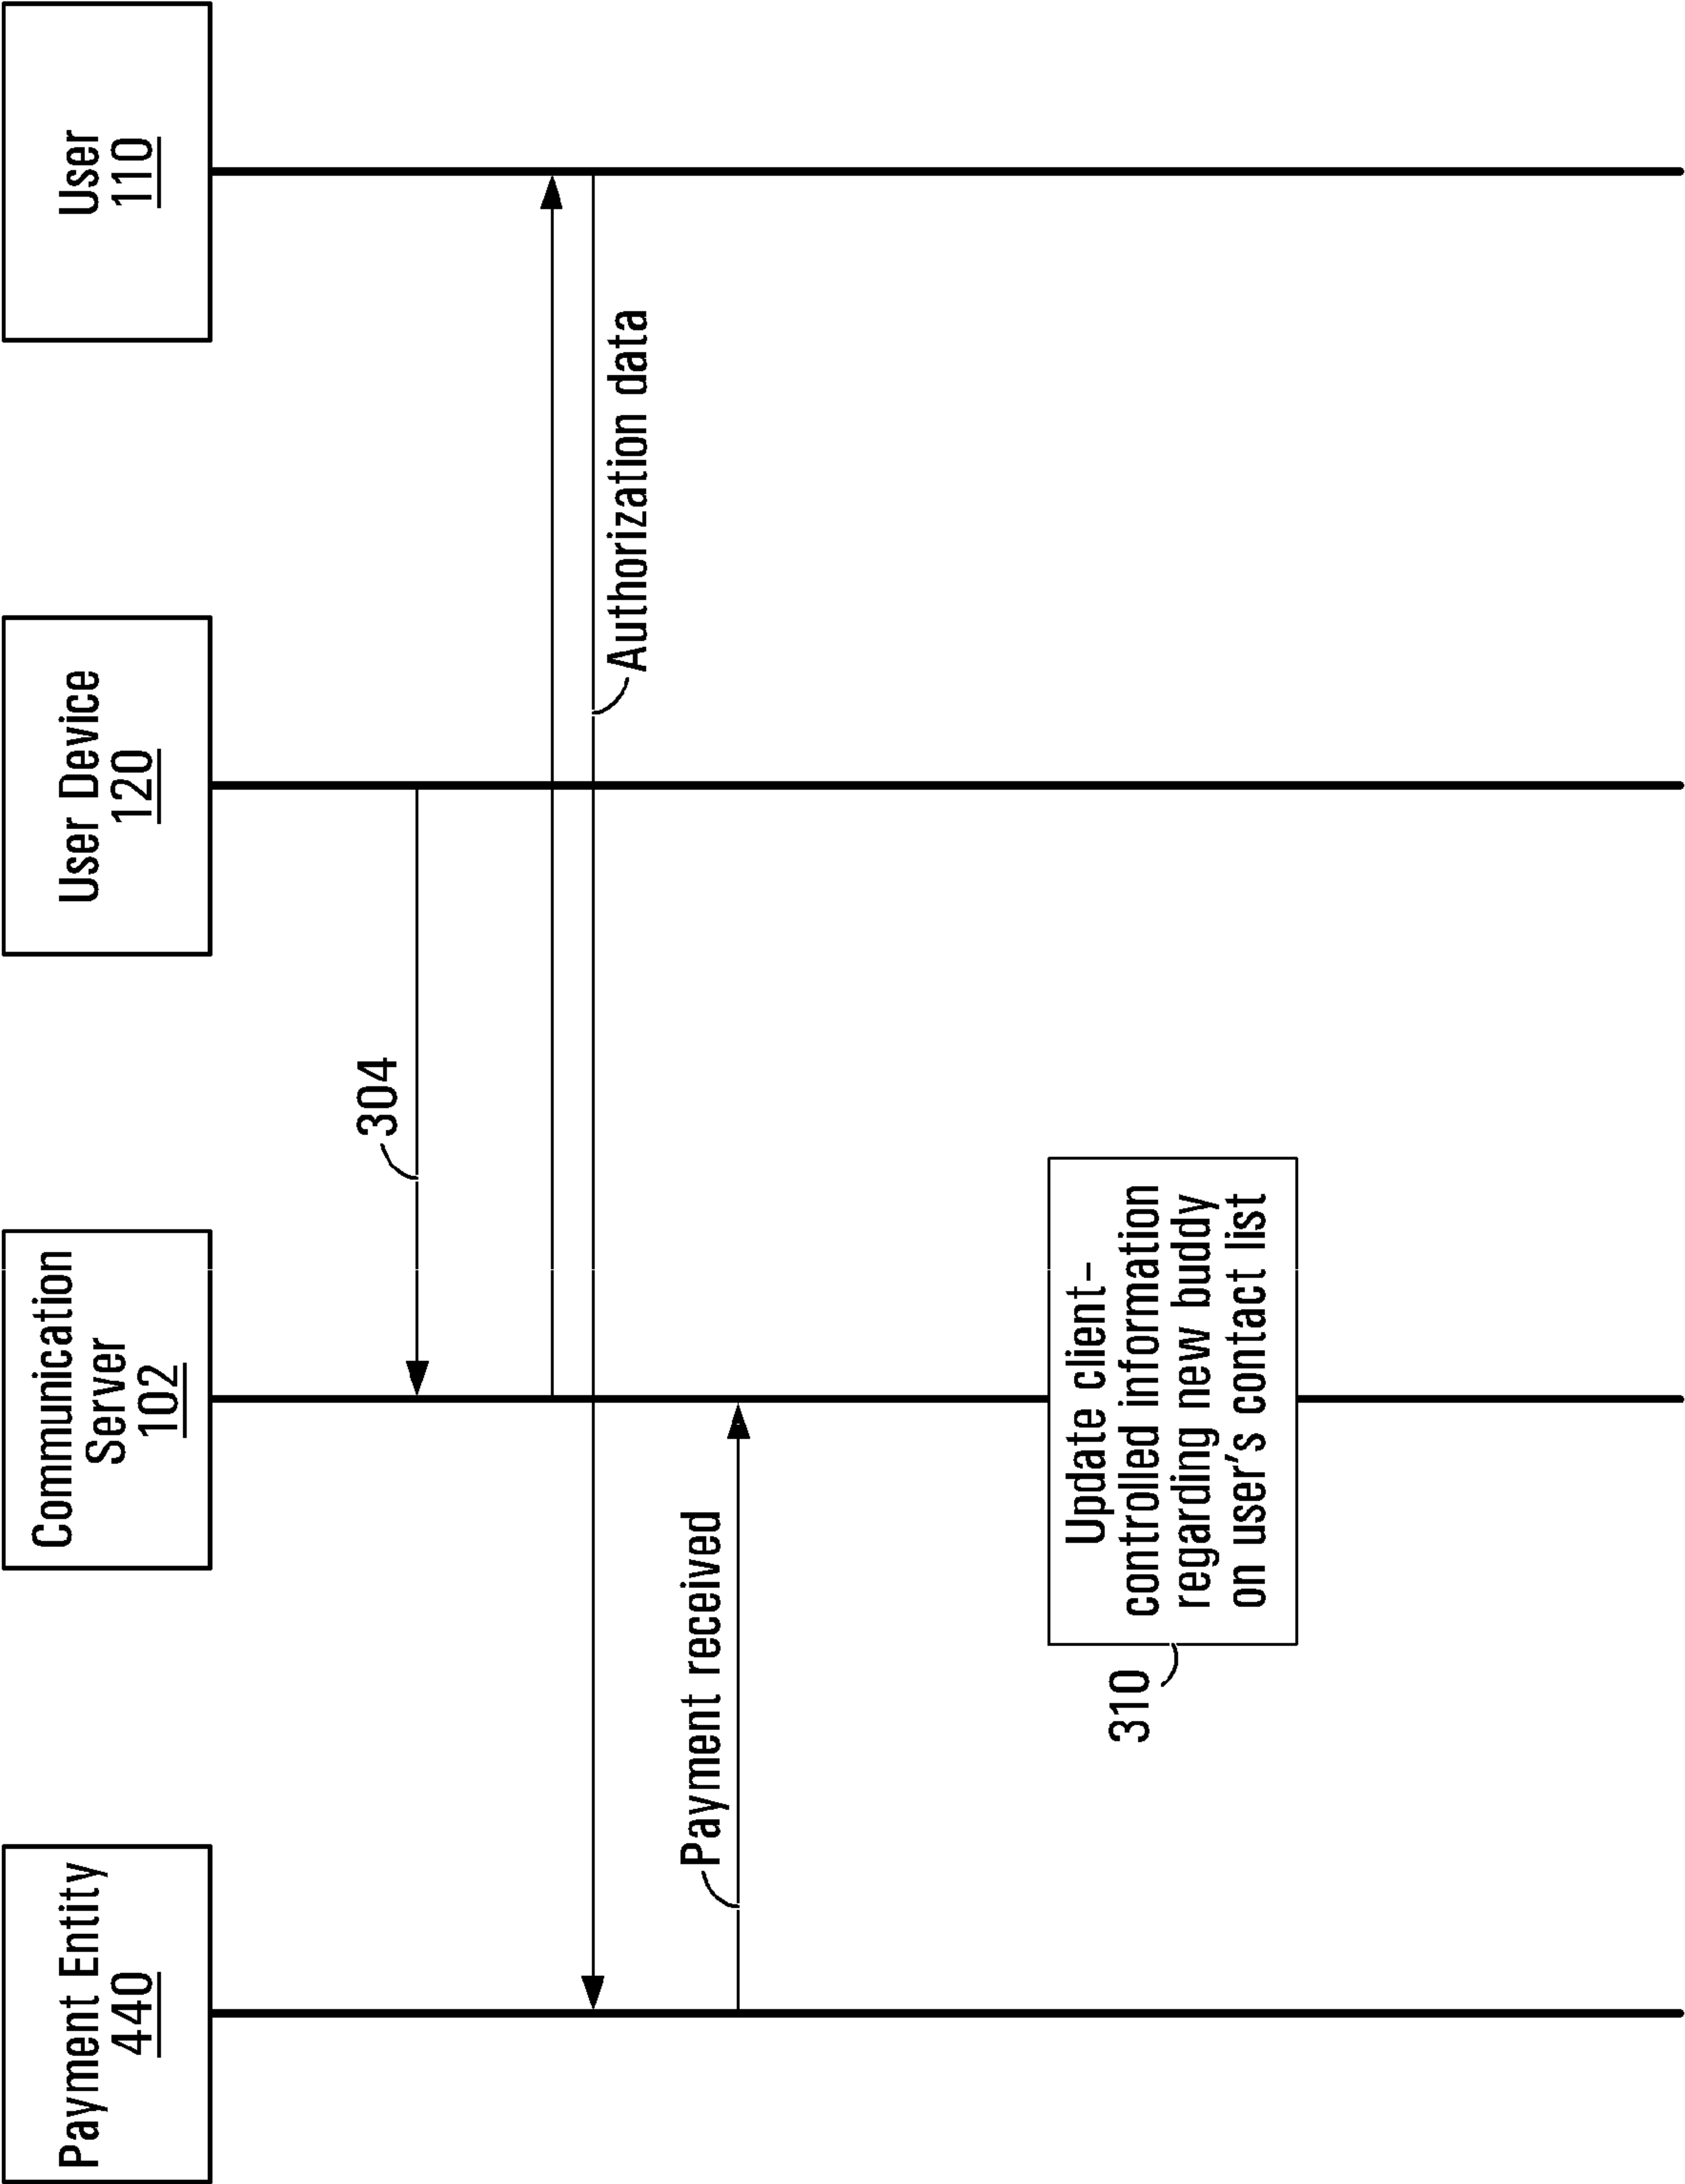 Payment Entity
440
Communication
Server
102
User Device
120
User
110
304
Authorization data
Payment received
310
Update client-
controlled information
regarding new buddy
on user's contact list